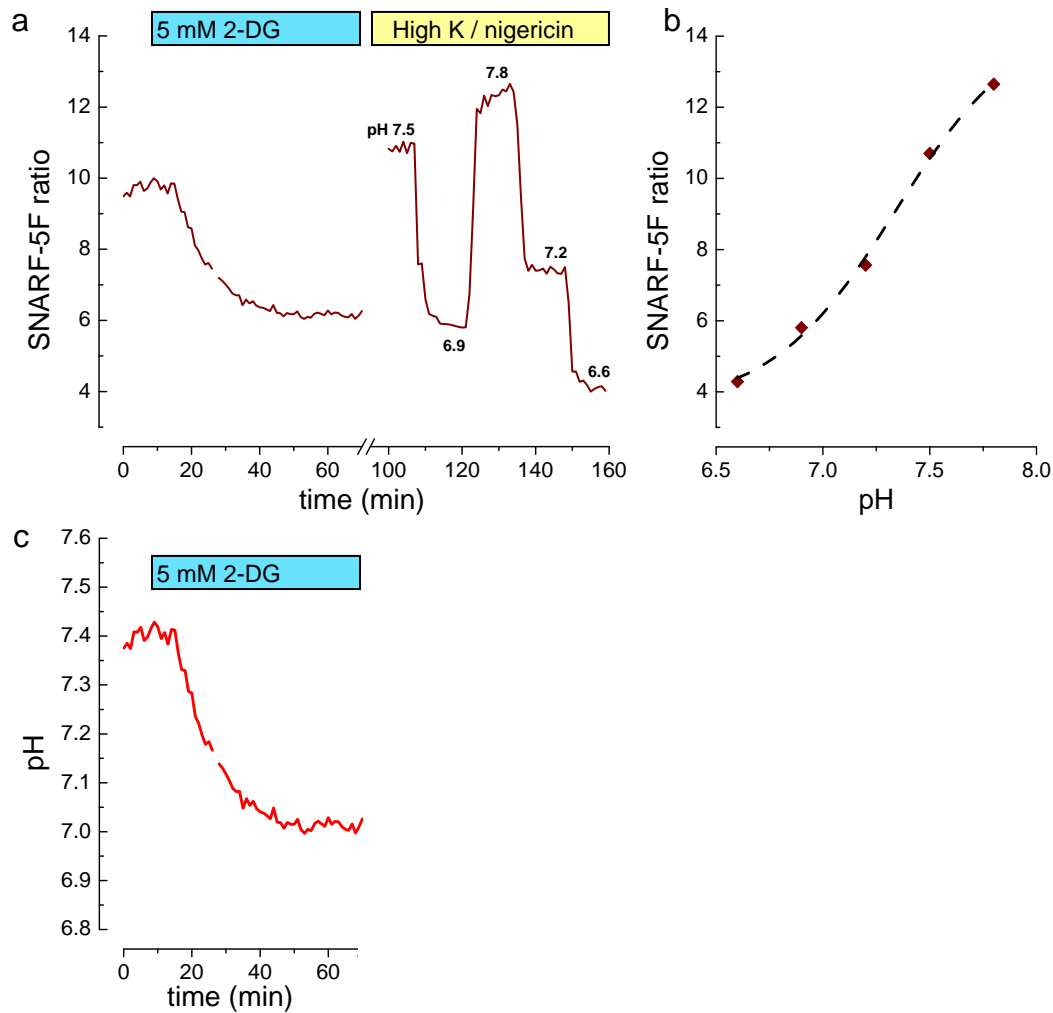 a
5 mM 2-DG
High K / nigericin
14
12
10
8
6
4
SNARF-5F ratio
pH 7.5
6.9
7.8
7.2
6.6
0 20 40 60 100 120 140 160
time (min)
b
14
12
10
8
6
4
SNARF-5F ratio
6.5 7.0 7.5 8.0
pH
c
5 mM 2-DG
7.6
7.5
7.4
7.3
7.2
7.1
7.0
6.9
6.8
pH
0 20 40 60
time (min)